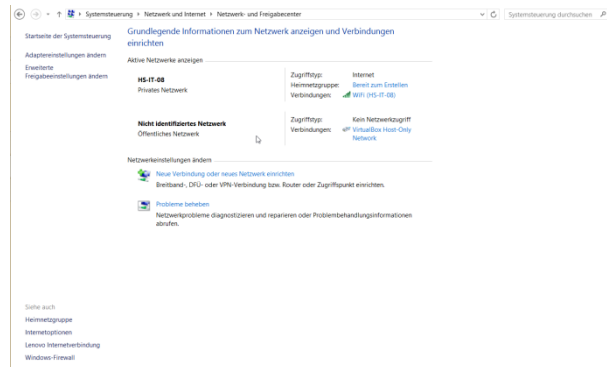 Systemsteuerung › Netzwerk und Internet › Netzwerk- und Freigabecenter
Systemsteuerung durchsuchen
Startseite der Systemsteuerung
Adaptereinstellungen ändern
Erweiterte
Freigabeeinstellungen ändern
Grundlegende Informationen zum Netzwerk anzeigen und Verbindungen
einrichten
Aktive Netzwerke anzeigen
HS-IT-08
Privates Netzwerk
Zugriffstyp: Internet
Heimnetzgruppe: Bereit zum Erstellen
Verbindungen: WiFi (HS-IT-08)
Nicht identifiziertes Netzwerk
Öffentliches Netzwerk
Zugriffstyp: Kein Netzwerkzugriff
Verbindungen: VirtualBox Host-Only
Network
Netzwerkeinstellungen ändern
Neue Verbindung oder neues Netzwerk einrichten
Breitband-, DFÜ- oder VPN-Verbindung bzw. Router oder Zugriffspunkt einrichten.
Probleme beheben
Netzwerkprobleme diagnostizieren und reparieren oder Problembehandlungsinformationen
abrufen.
Siehe auch
Heimnetzgruppe
Internetoptionen
Lenovo Internetverbindung
Windows-Firewall